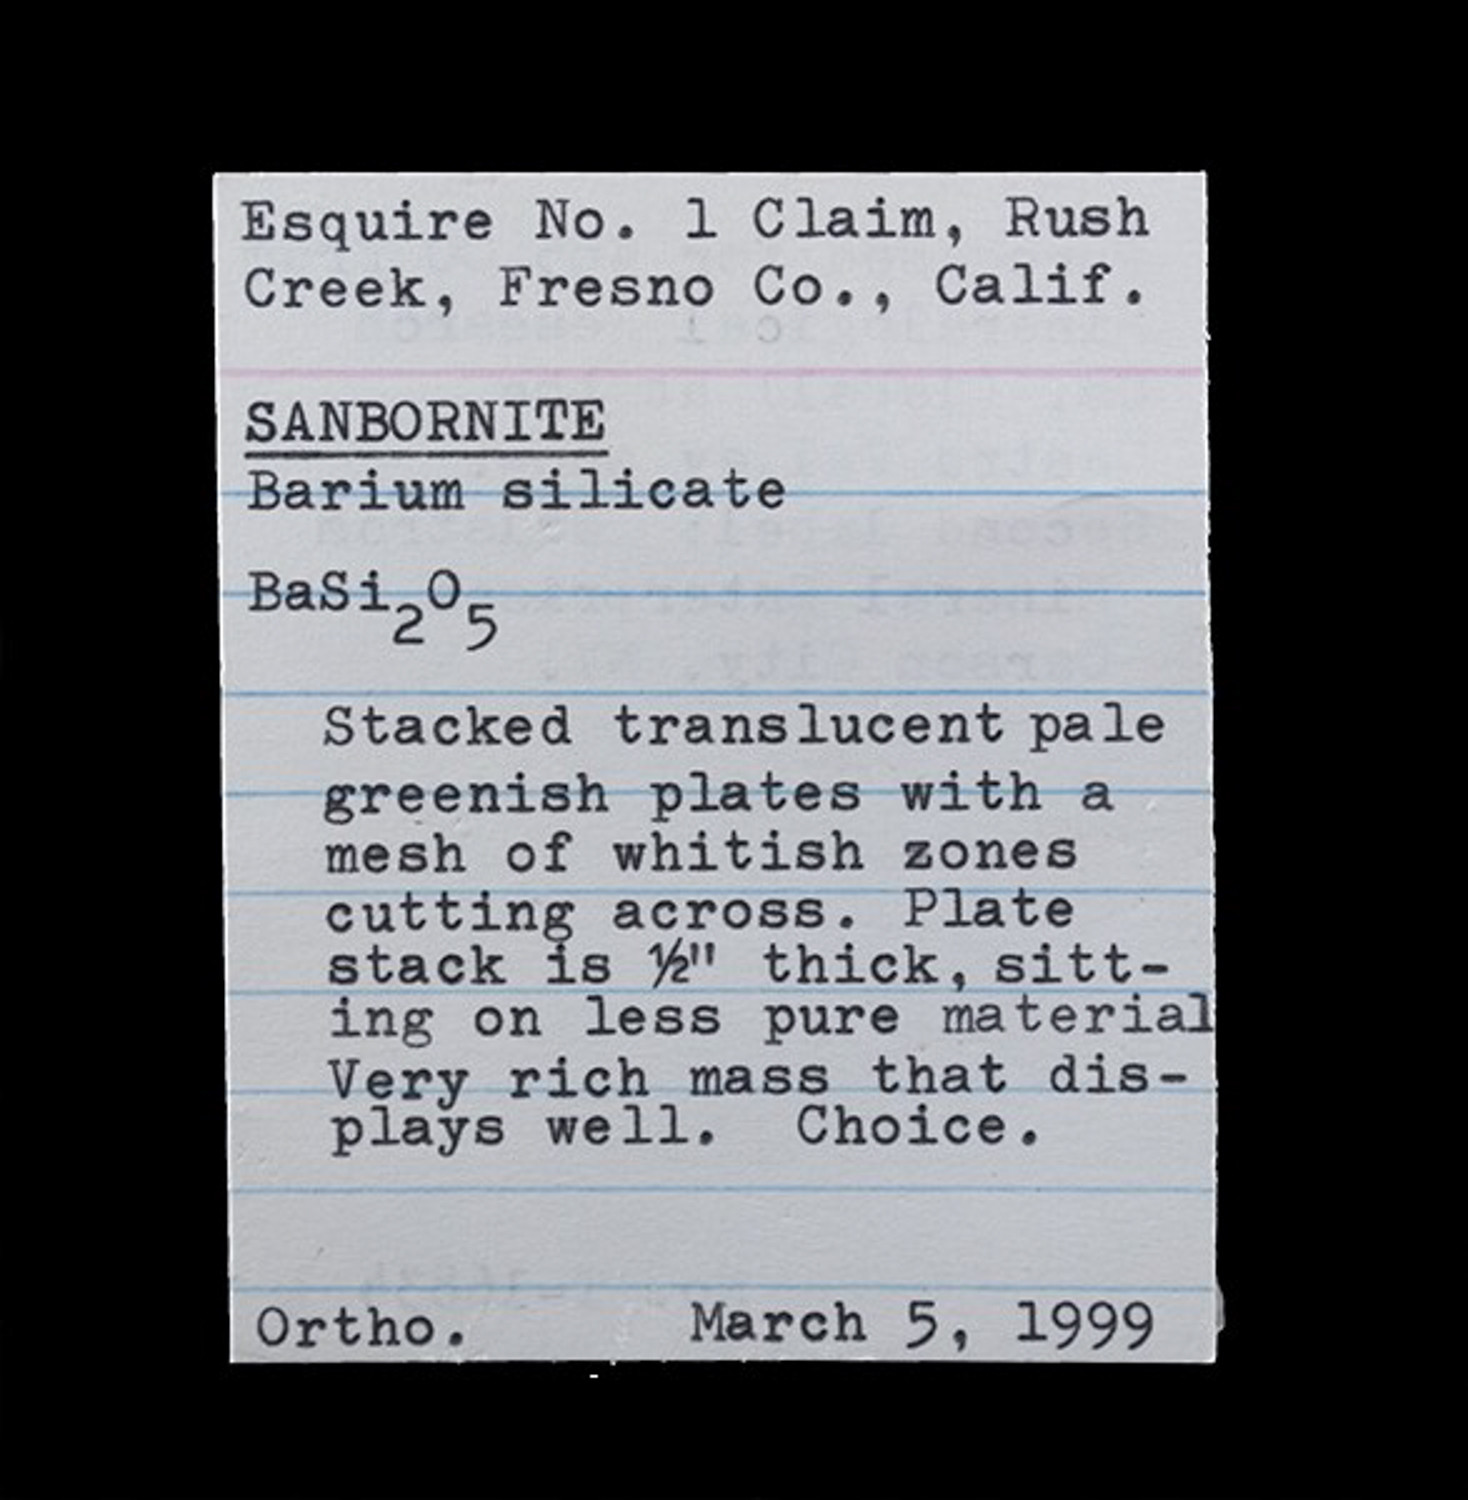 Esquire No. 1 Claim, Rush
Creek, Fresno Co., Calif.
SANBORNITE
Barium silicate
BaSi₂O₅
Stacked translucent pale
greenish plates with a
mesh of whitish zones
cutting across. Plate
stack is ½" thick, sitt-
ing on less pure material
Very rich mass that dis-
plays well. Choice.
Ortho. March 5, 1999